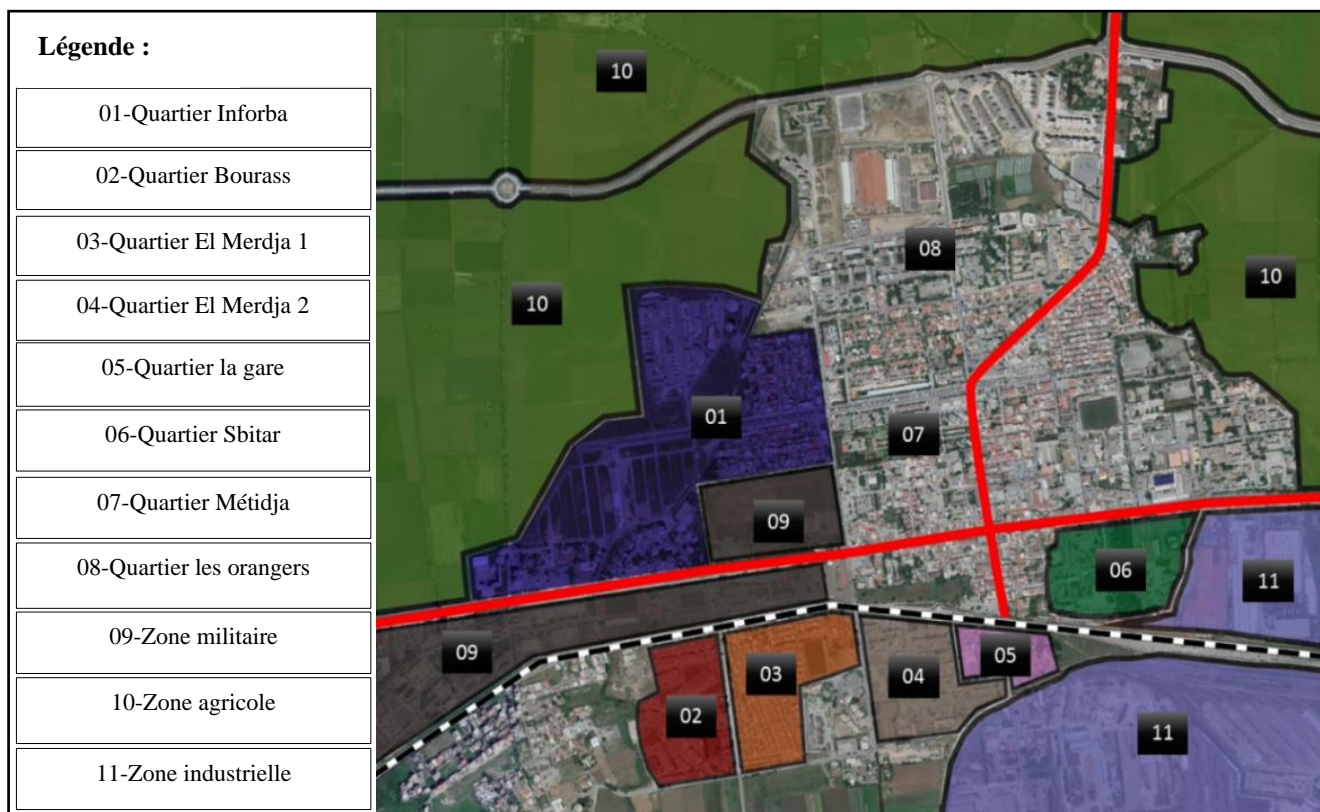 Légende :
01-Quartier Inforba
02-Quartier Bourass
03-Quartier El Merdja 1
04-Quartier El Merdja 2
05-Quartier la gare
06-Quartier Sbitar
07-Quartier Métidja
08-Quartier les orangers
09-Zone militaire
10-Zone agricole
11-Zone industrielle
10
08
10
10
01
07
09
06
11
09
03
05
04
02
11